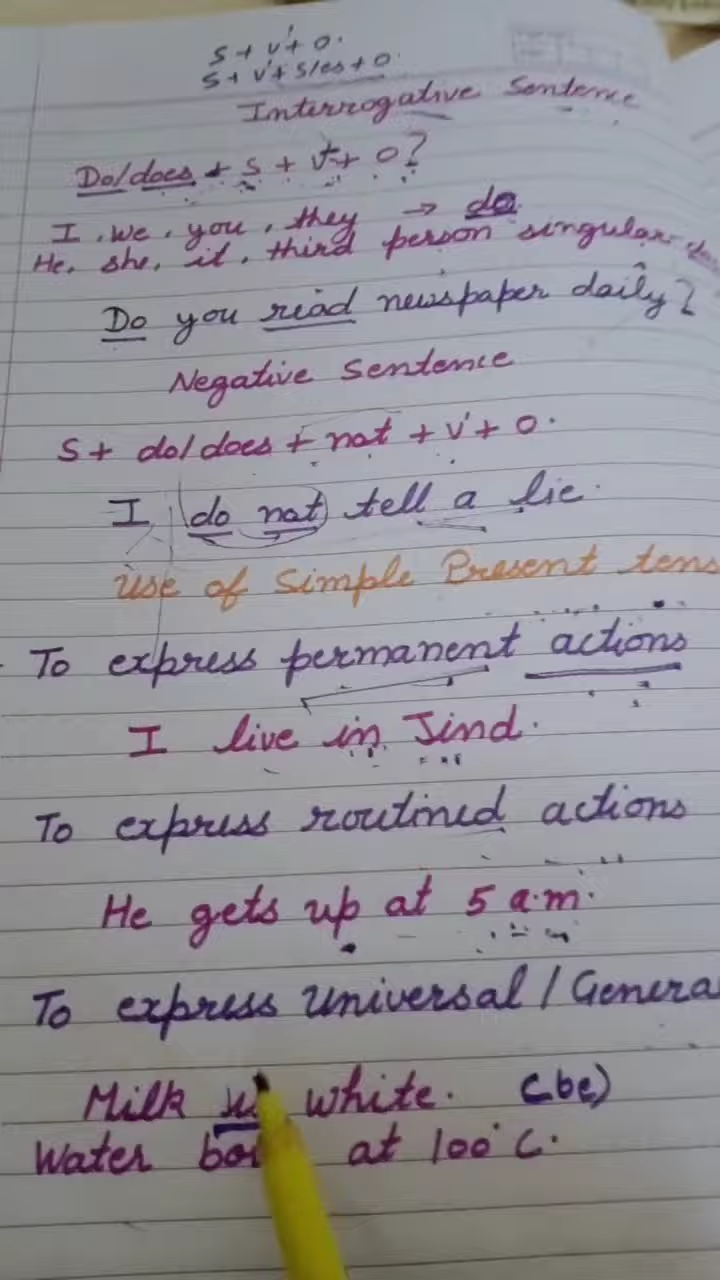 S + V¹ + O.
S + V¹ + s/es + O.
Interrogative Sentence
Do/does + S + V¹ + O?
I, we, you, they → do
He, she, it, third person singular
Do you read newspaper daily?
Negative Sentence
S + do/does + not + V¹ + O.
I do not tell a lie.
Use of Simple Present tens
To express permanent actions
I live in Jind.
To express routined actions
He gets up at 5 a.m.
To express Universal / Genera
Milk is white. (be)
Water at 100°C.